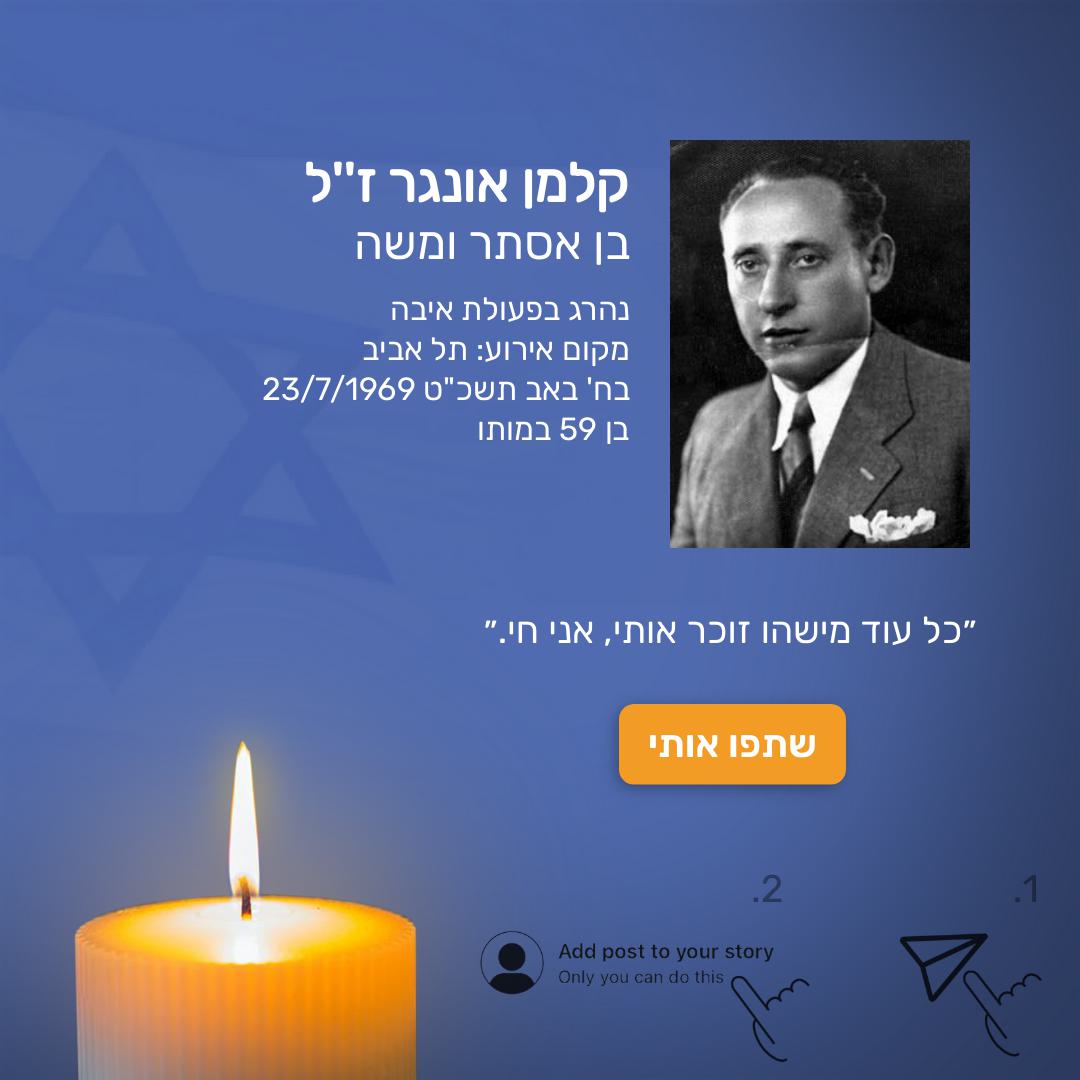 קלמן אונגר ז"ל
בן אסתר ומשה
נהרג בפעולת איבה
מקום אירוע: תל אביב
בח' באב תשכ"ט 23/7/1969
בן 59 במותו
״כל עוד מישהו זוכר אותי, אני חי.״
שתפו אותי
.1
.2
Add post to your story
Only you can do this